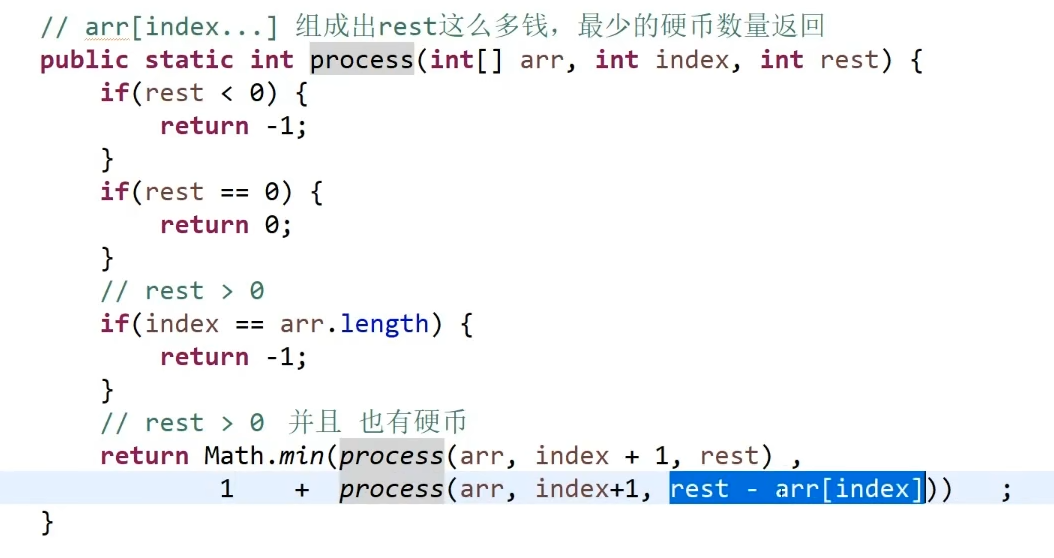 // arr[index...] 组成出rest这么多钱，最少的硬币数量返回
public static int process(int[] arr, int index, int rest) {
    if(rest < 0) {
        return -1;
    }
    if(rest == 0) {
        return 0;
    }
    // rest > 0
    if(index == arr.length) {
        return -1;
    }
    // rest > 0 并且 也有硬币
    return Math.min(process(arr, index + 1, rest) ,
            1    +  process(arr, index+1, rest - arr[index]))   ;
}